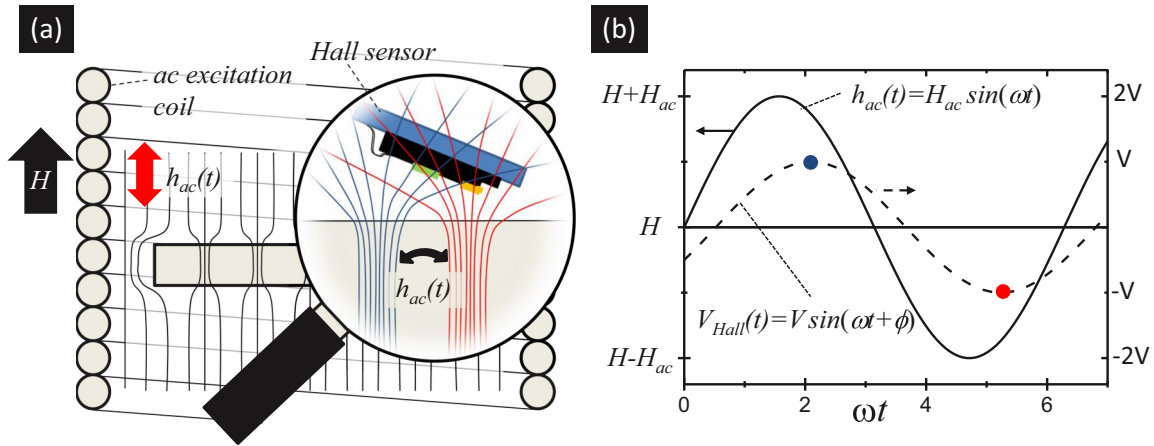 (a)
Hall sensor
ac excitation
coil
H
h_ac(t)
h_ac(t)
(b)
H+H_ac
H
H-H_ac
h_ac(t)=H_ac sin(ωt)
V_Hall(t)=V sin(ωt+ϕ)
2V
V
-V
-2V
0
2
4
6
ωt